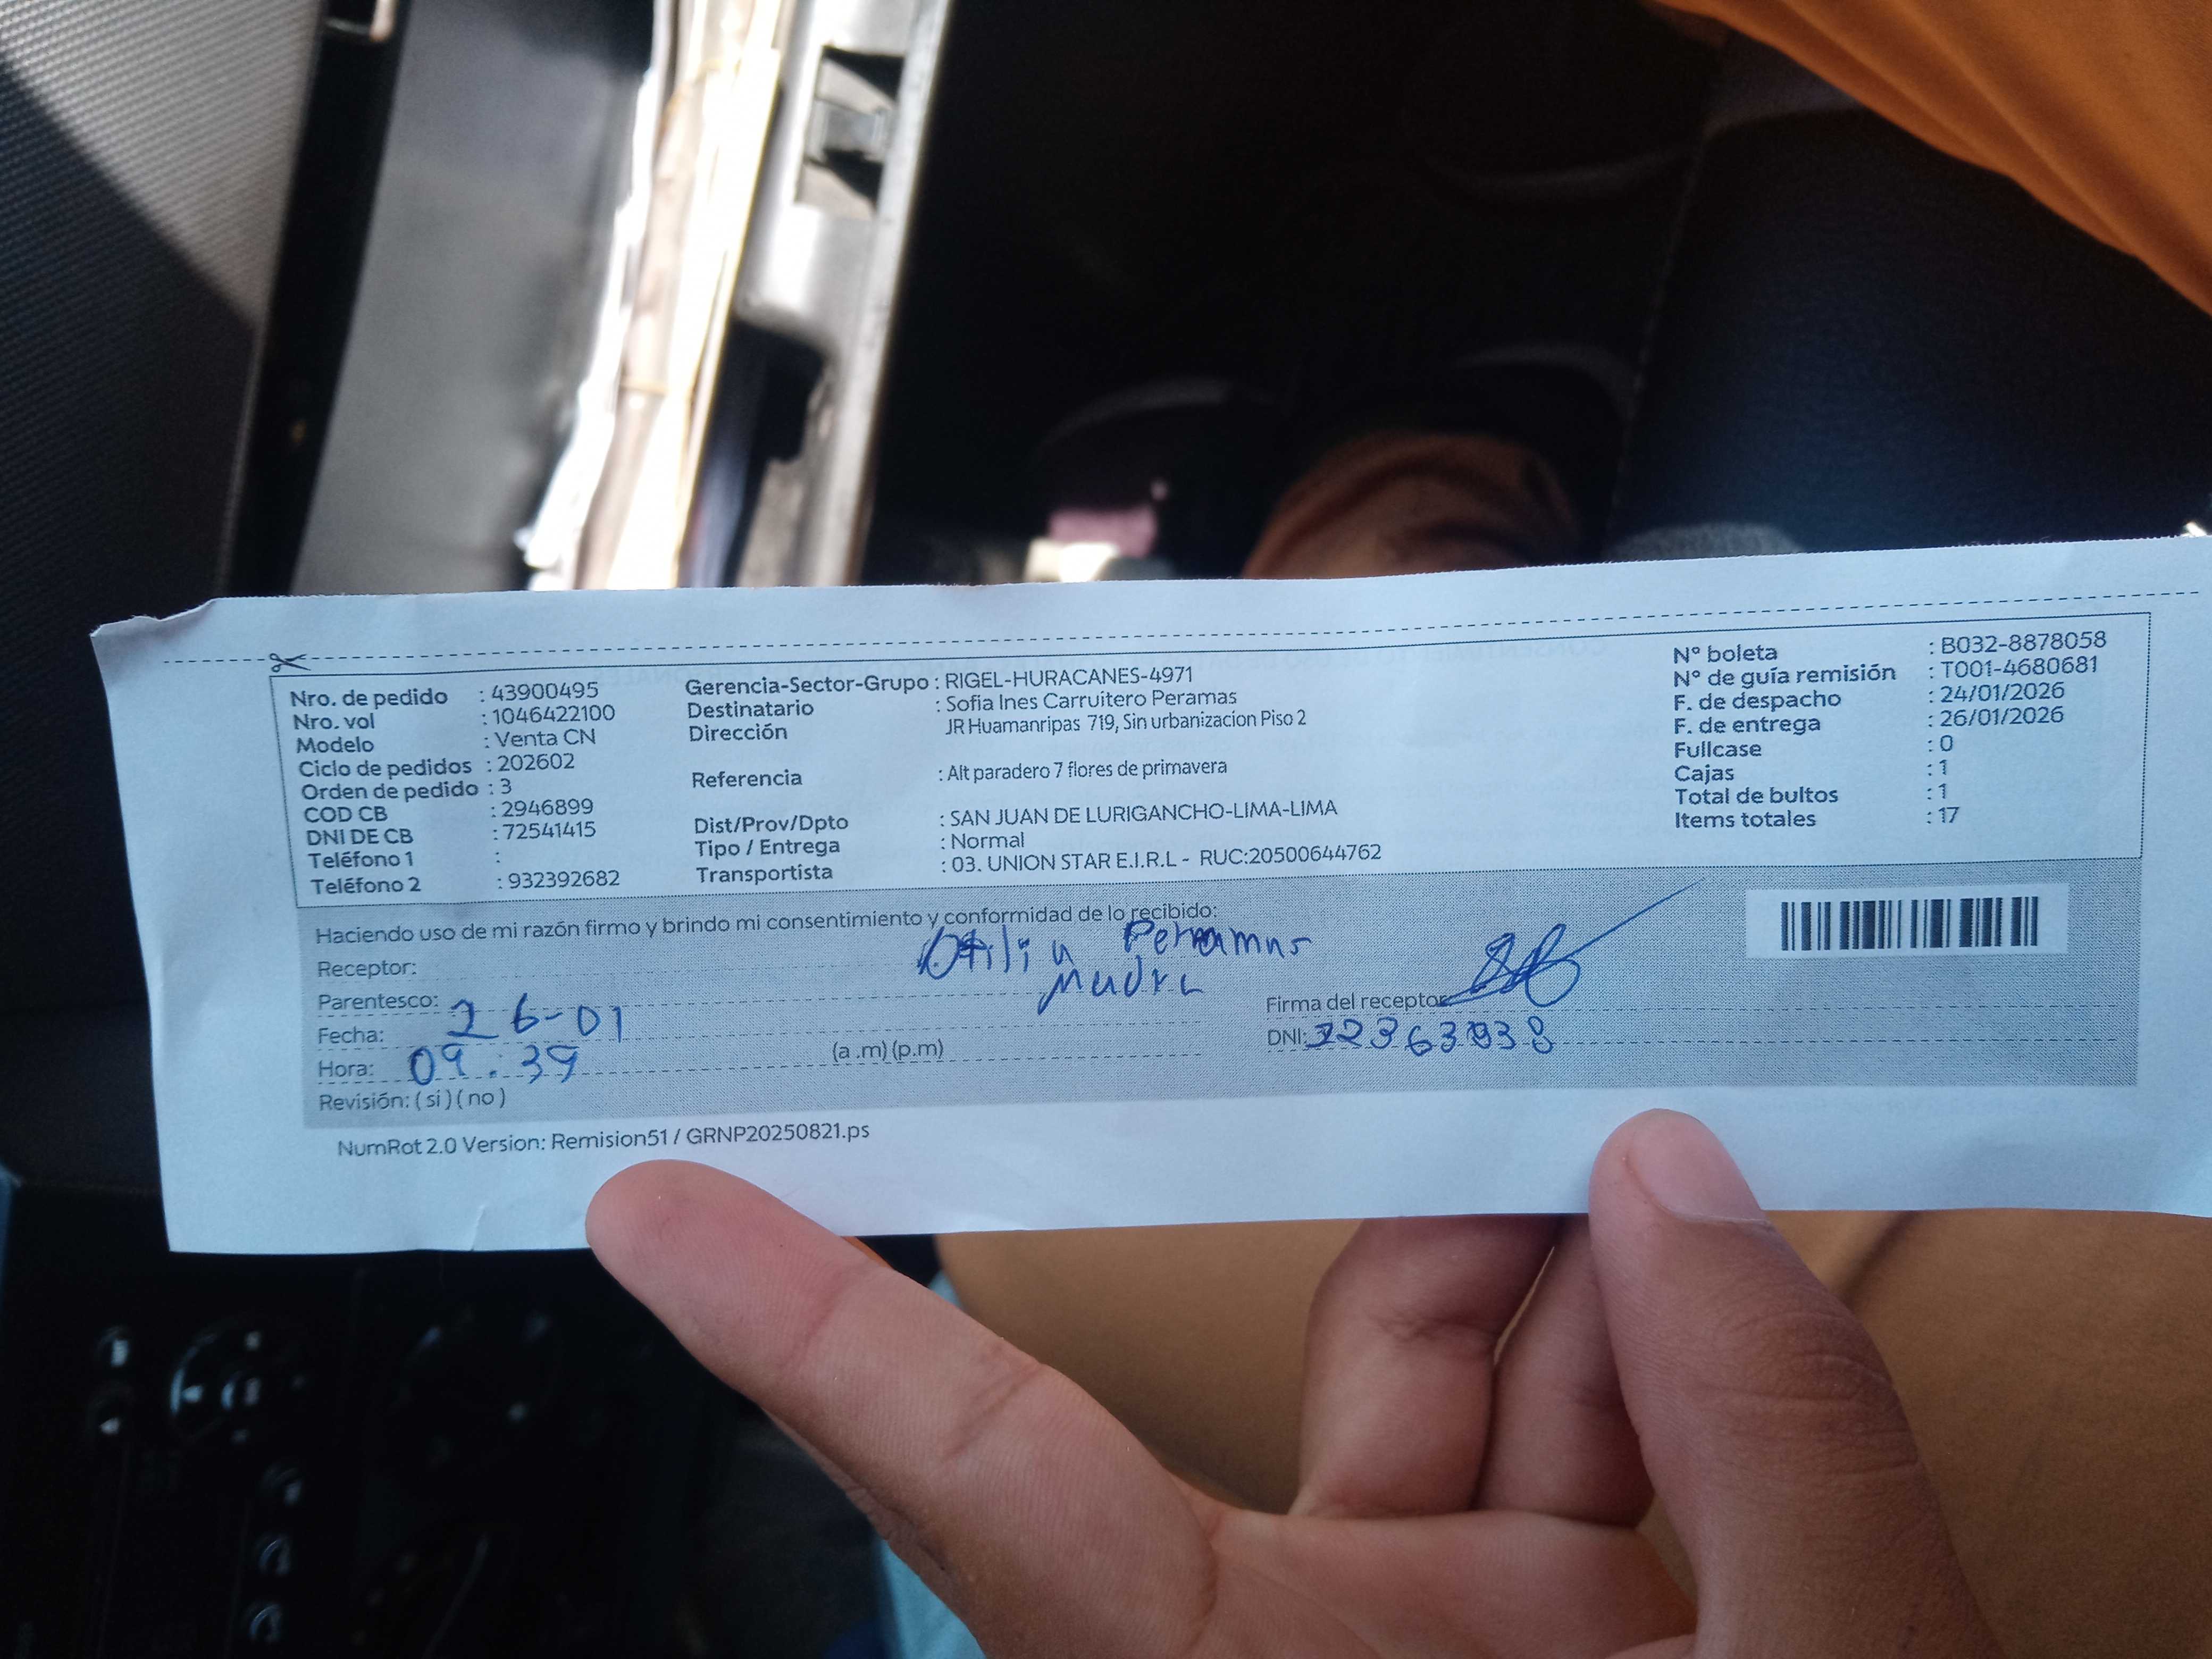 Nro. de pedido : 43900495
Nro. vol : 1046422100
Modelo : Venta CN
Ciclo de pedidos : 202602
Orden de pedido : 3
COD CB : 2946899
DNI DE CB : 72541415
Teléfono 1 :
Teléfono 2 : 932392682
Gerencia-Sector-Grupo : RIGEL-HURACANES-4971
Destinatario : Sofia Ines Carruitero Peramas
Dirección JR Huamanripas 719, Sin urbanizacion Piso 2
Referencia : Alt paradero 7 flores de primavera
Dist/Prov/Dpto : SAN JUAN DE LURIGANCHO-LIMA-LIMA
Tipo / Entrega : Normal
Transportista : 03. UNION STAR E.I.R.L - RUC:20500644762
N° boleta : B032-8878058
N° de guía remisión : T001-4680681
F. de despacho : 24/01/2026
F. de entrega : 26/01/2026
Fullcase : 0
Cajas : 1
Total de bultos : 1
Items totales : 17
Haciendo uso de mi razón firmo y brindo mi consentimiento y conformidad de lo recibido:
Receptor: Otilia Peramas
Parentesco: Madre
Fecha: 26-01
Hora: 09:39 (a .m) (p.m)
Revisión: ( si ) ( no )
Firma del receptor
DNI:
NumRot 2.0 Version: Remision51 / GRNP20250821.ps